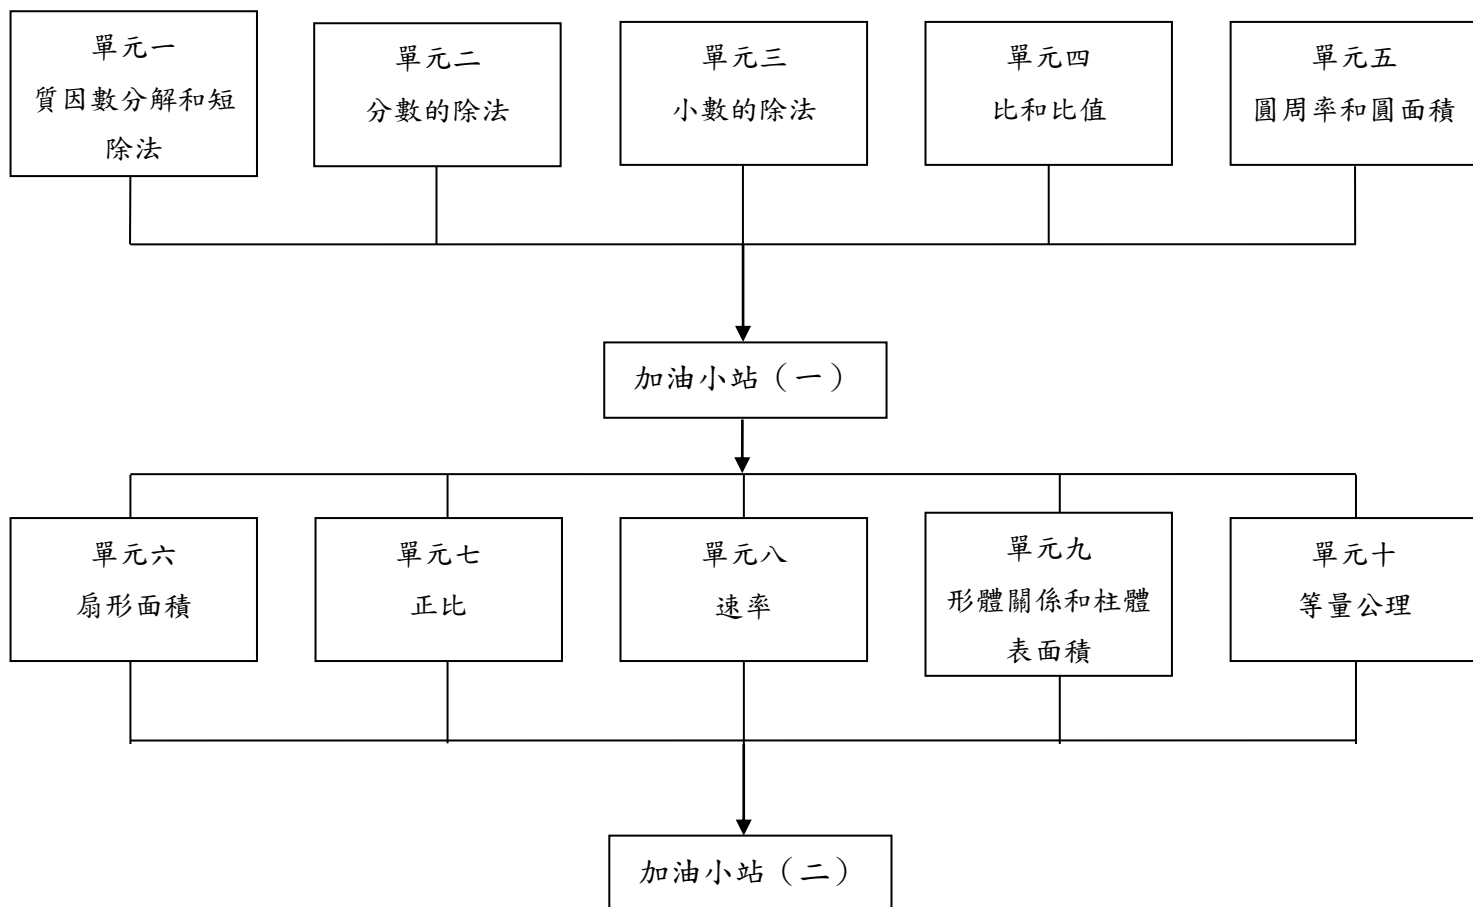 單元一
質因數分解和短
除法
單元二
分數的除法
單元三
小數的除法
單元四
比和比值
單元五
圓周率和圓面積
加油小站（一）
單元六
扇形面積
單元七
正比
單元八
速率
單元九
形體關係和柱體
表面積
單元十
等量公理
加油小站（二）